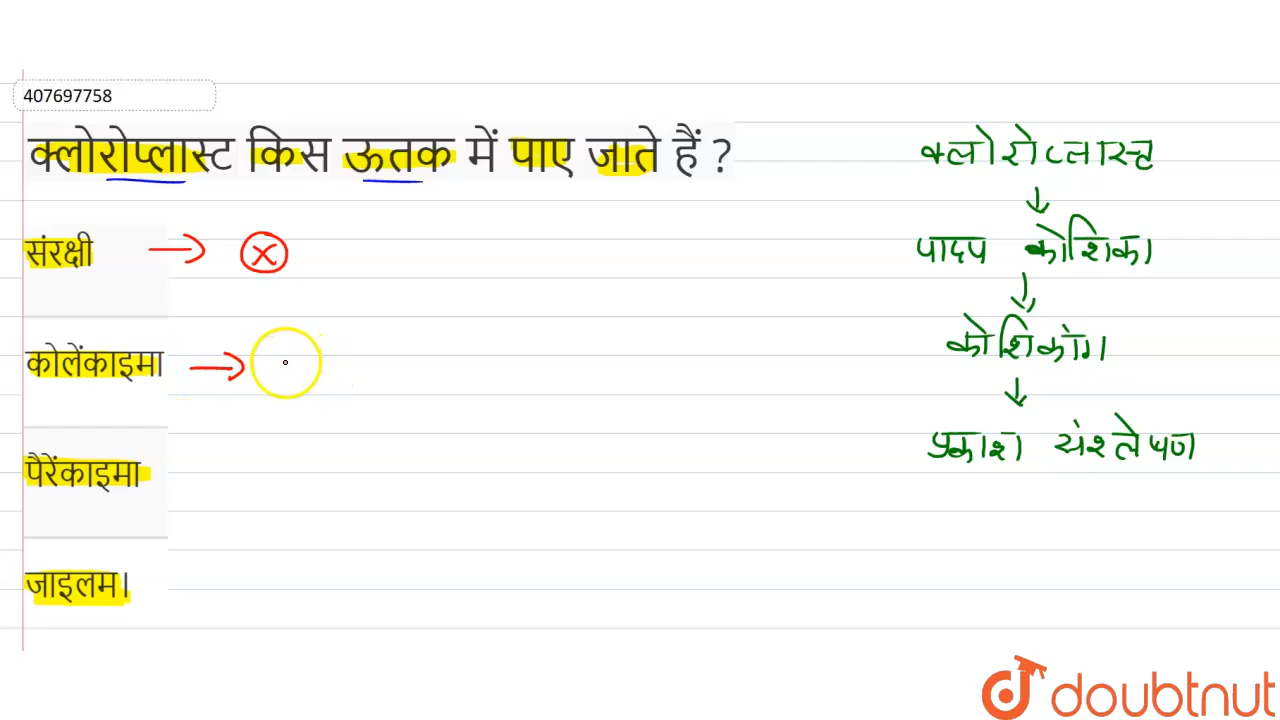 407697758
क्लोरोप्लास्ट किस ऊतक में पाए जाते हैं ?
संरक्षी → ⓧ
कोलेंकाइमा →
पैरेंकाइमा
जाइलम।
क्लोरोप्लास्ट
↓
पादप कोशिका
↓
कोशिकांग
↓
प्रकाश संश्लेषण
doubtnut